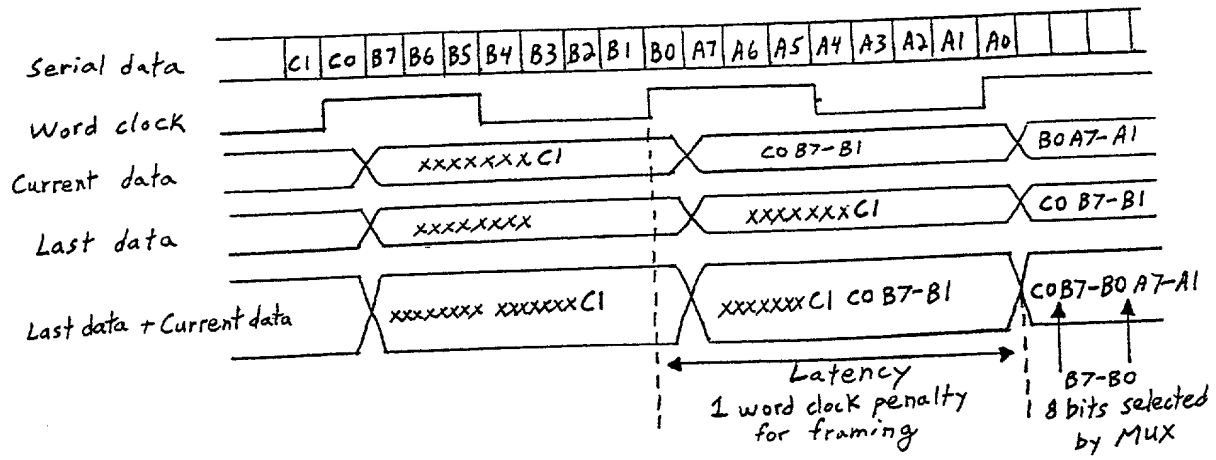 Serial data C1 C0 B7 B6 B5 B4 B3 B2 B1 B0 A7 A6 A5 A4 A3 A2 A1 A0
Word clock
Current data xxxxxxxC1 C0 B7-B1 B0 A7-A1
Last data xxxxxxxx xxxxxxxC1 C0 B7-B1
Last data + Current data xxxxxxxx xxxxxxxC1 xxxxxxxC1 C0 B7-B1 C0B7-B0 A7-A1
Latency
1 word clock penalty
for framing
B7-B0
8 bits selected
by MUX